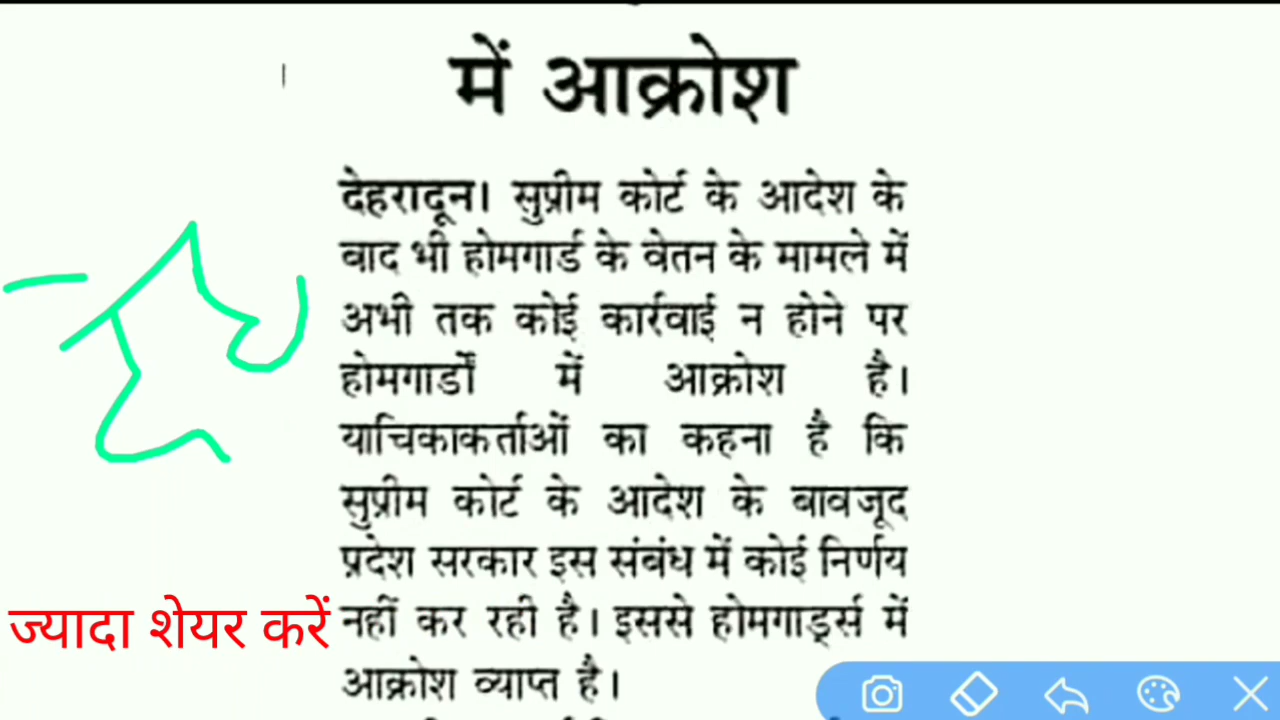 में आक्रोश
देहरादून। सुप्रीम कोर्ट के आदेश के
वाद भी होमगार्ड के वेतन के मामले में
अभी तक कोई कार्रवाई न होने पर
होमगार्डों में आक्रोश है।
याचिकाकर्ताओं का कहना है कि
सुप्रीम कोर्ट के आदेश के बावजूद
प्रदेश सरकार इस संबंध में कोई निर्णय
नहीं कर रही है। इससे होमगार्ड्स में
आक्रोश व्याप्त है।
ज्यादा शेयर करें